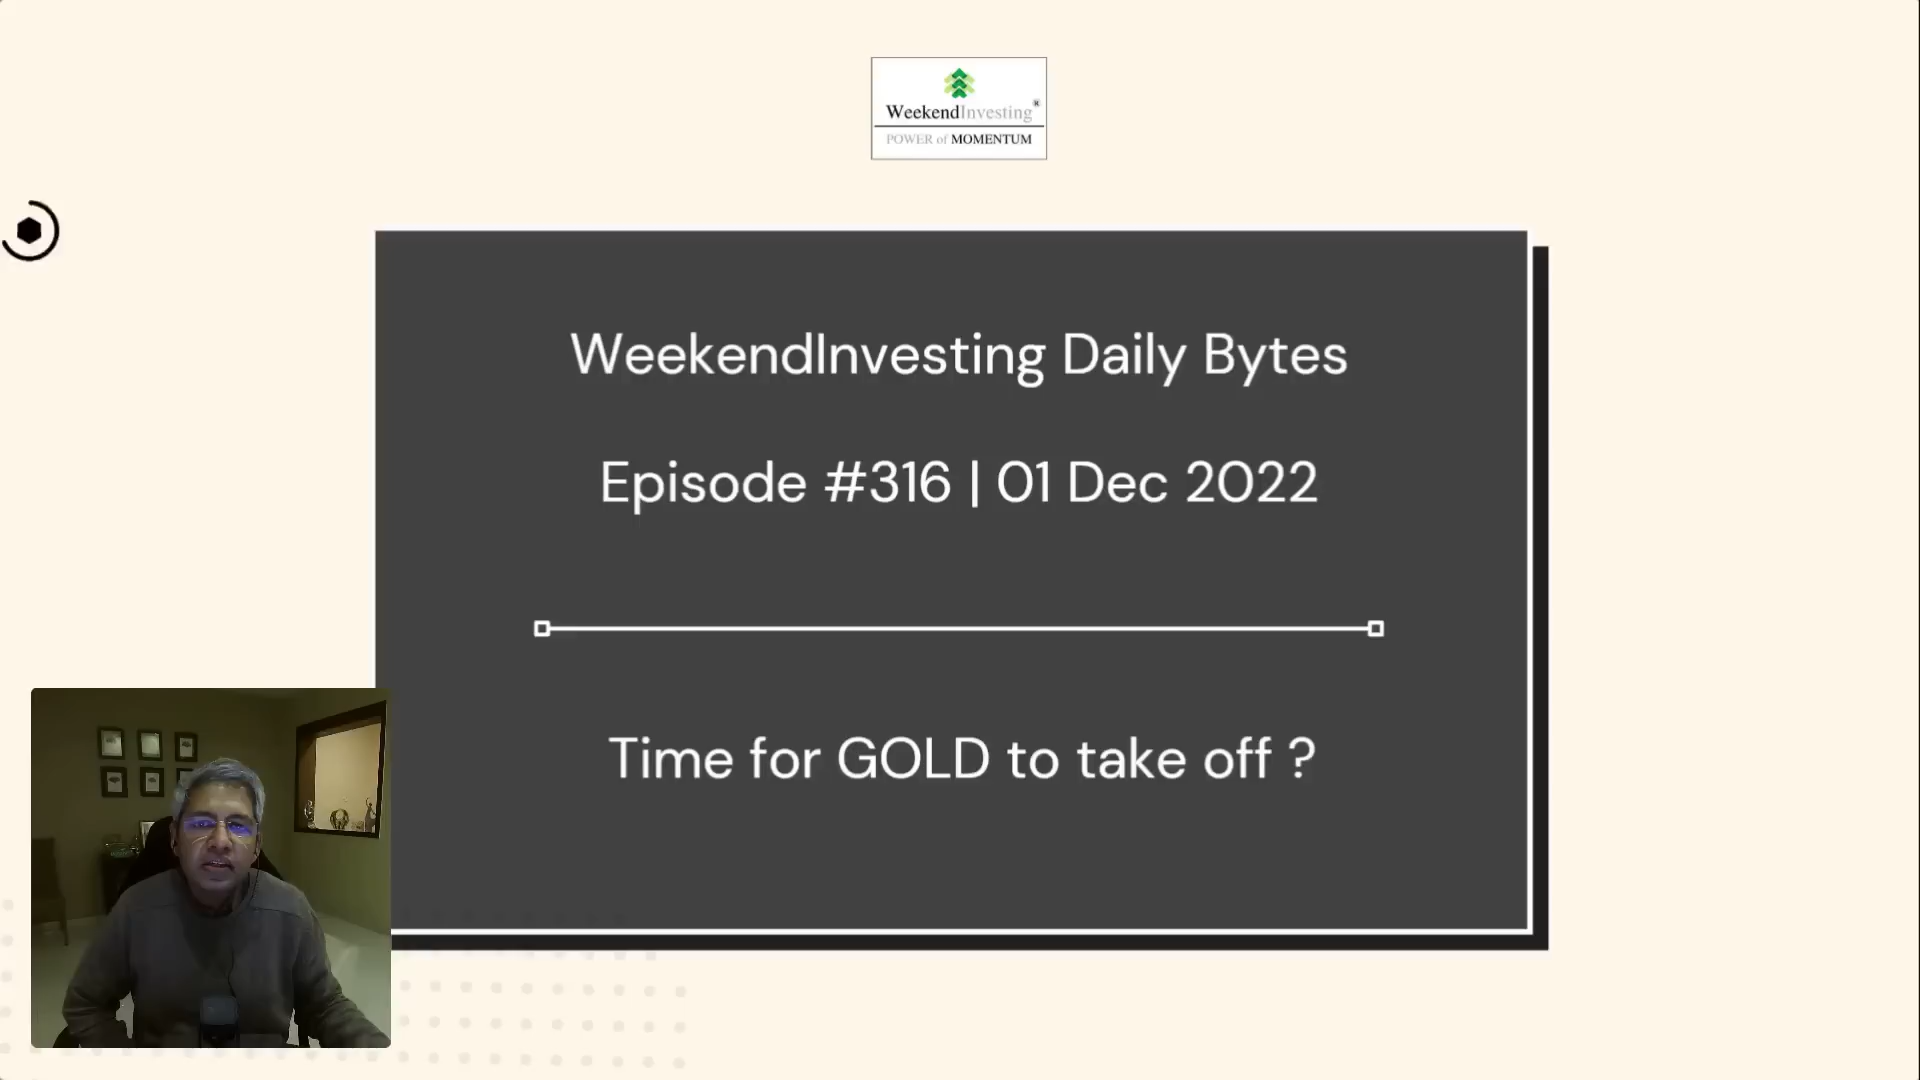 WeekendInvesting®
POWER of MOMENTUM
WeekendInvesting Daily Bytes
Episode #316 | 01 Dec 2022
Time for GOLD to take off ?